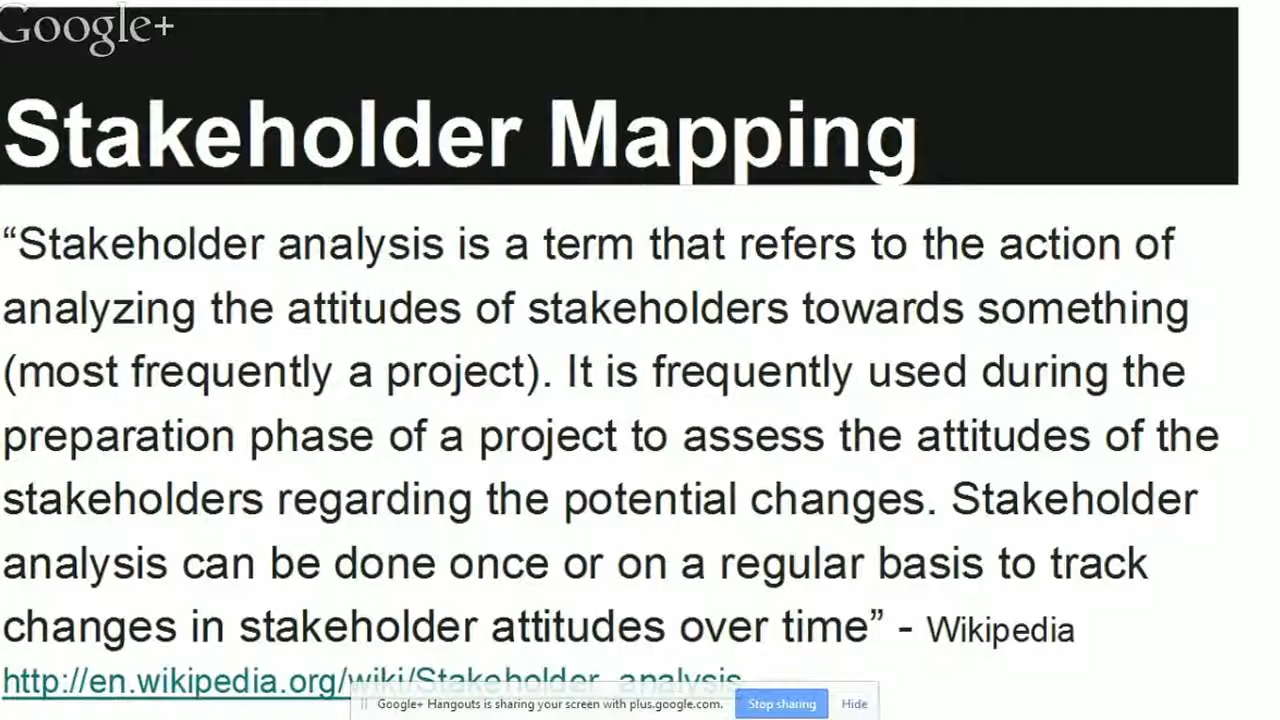 Google+
Stakeholder Mapping
“Stakeholder analysis is a term that refers to the action of
analyzing the attitudes of stakeholders towards something
(most frequently a project). It is frequently used during the
preparation phase of a project to assess the attitudes of the
stakeholders regarding the potential changes. Stakeholder
analysis can be done once or on a regular basis to track
changes in stakeholder attitudes over time” - Wikipedia
http://en.wikipedia.org/wiki/Stakeholder_analysis
Google+ Hangouts is sharing your screen with plus.google.com. Stop sharing Hide